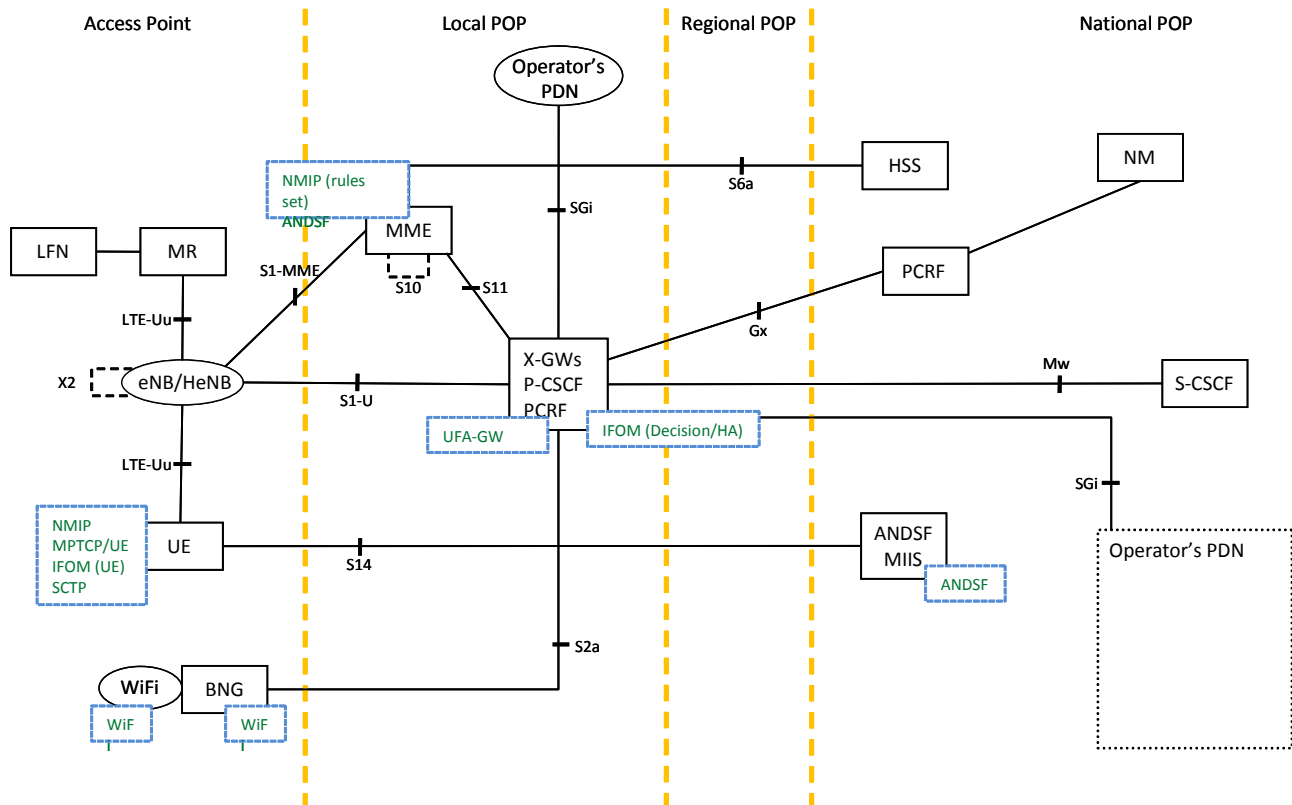 Access Point
Local POP
Regional POP
National POP
Operator's
PDN
NMIP (rules
set)
ANDSF
S6a
HSS
NM
SGi
MME
LFN
MR
S1-MME
S10
S11
PCRF
LTE-Uu
Gx
X2
eNB/HeNB
S1-U
X-GWs
P-CSCF
PCRF
Mw
S-CSCF
UFA-GW
IFOM (Decision/HA)
LTE-Uu
SGi
NMIP
MPTCP/UE
IFOM (UE)
SCTP
UE
S14
ANDSF
MIIS
ANDSF
Operator's PDN
S2a
WiFi
BNG
WiF
i
WiF
i